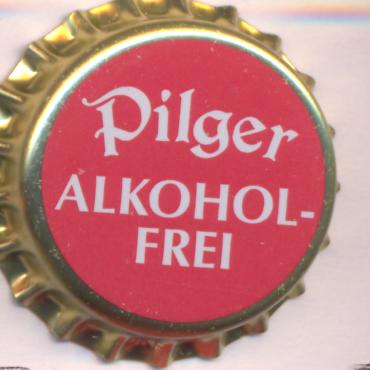 Pilger
ALKOHOL-
FREI